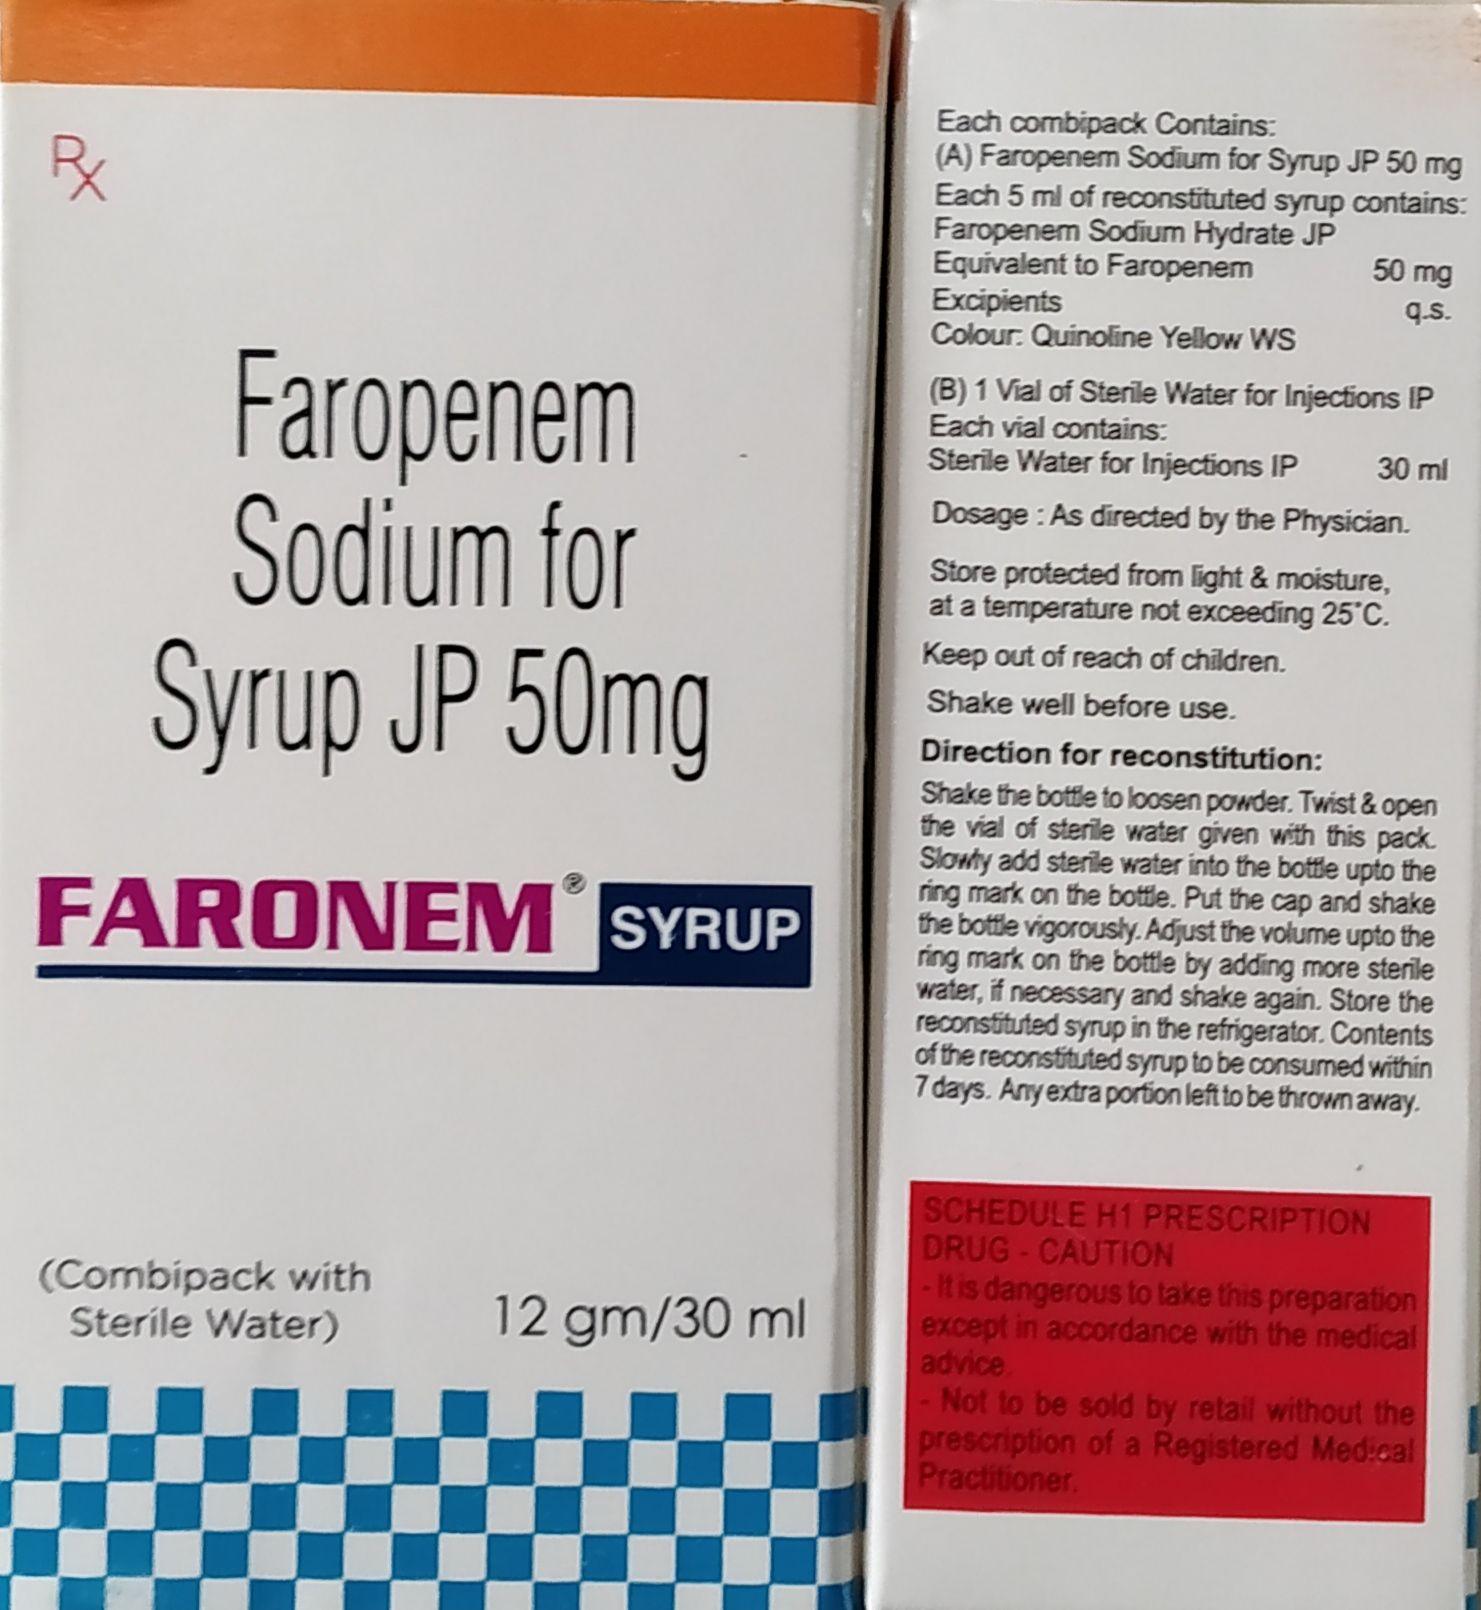 Rx
Faropenem
Sodium for
Syrup JP 50mg
FARONEM® SYRUP
(Combipack with
Sterile Water)
12 gm/30 ml
Each combipack Contains:
(A) Faropenem Sodium for Syrup JP 50 mg
Each 5 ml of reconstituted syrup contains:
Faropenem Sodium Hydrate JP
Equivalent to Faropenem 50 mg
Excipients q.s.
Colour: Quinoline Yellow WS
(B) 1 Vial of Sterile Water for Injections IP
Each vial contains:
Sterile Water for Injections IP 30 ml
Dosage : As directed by the Physician.
Store protected from light & moisture,
at a temperature not exceeding 25°C.
Keep out of reach of children.
Shake well before use.
Direction for reconstitution:
Shake the bottle to loosen powder. Twist & open
the vial of sterile water given with this pack.
Slowly add sterile water into the bottle upto the
ring mark on the bottle. Put the cap and shake
the bottle vigorously. Adjust the volume upto the
ring mark on the bottle by adding more sterile
water, if necessary and shake again. Store the
reconstituted syrup in the refrigerator. Contents
of the reconstituted syrup to be consumed within
7 days. Any extra portion left to be thrown away.
SCHEDULE H1 PRESCRIPTION
DRUG - CAUTION
- It is dangerous to take this preparation
except in accordance with the medical
advice.
- Not to be sold by retail without the
prescription of a Registered Medical
Practitioner.